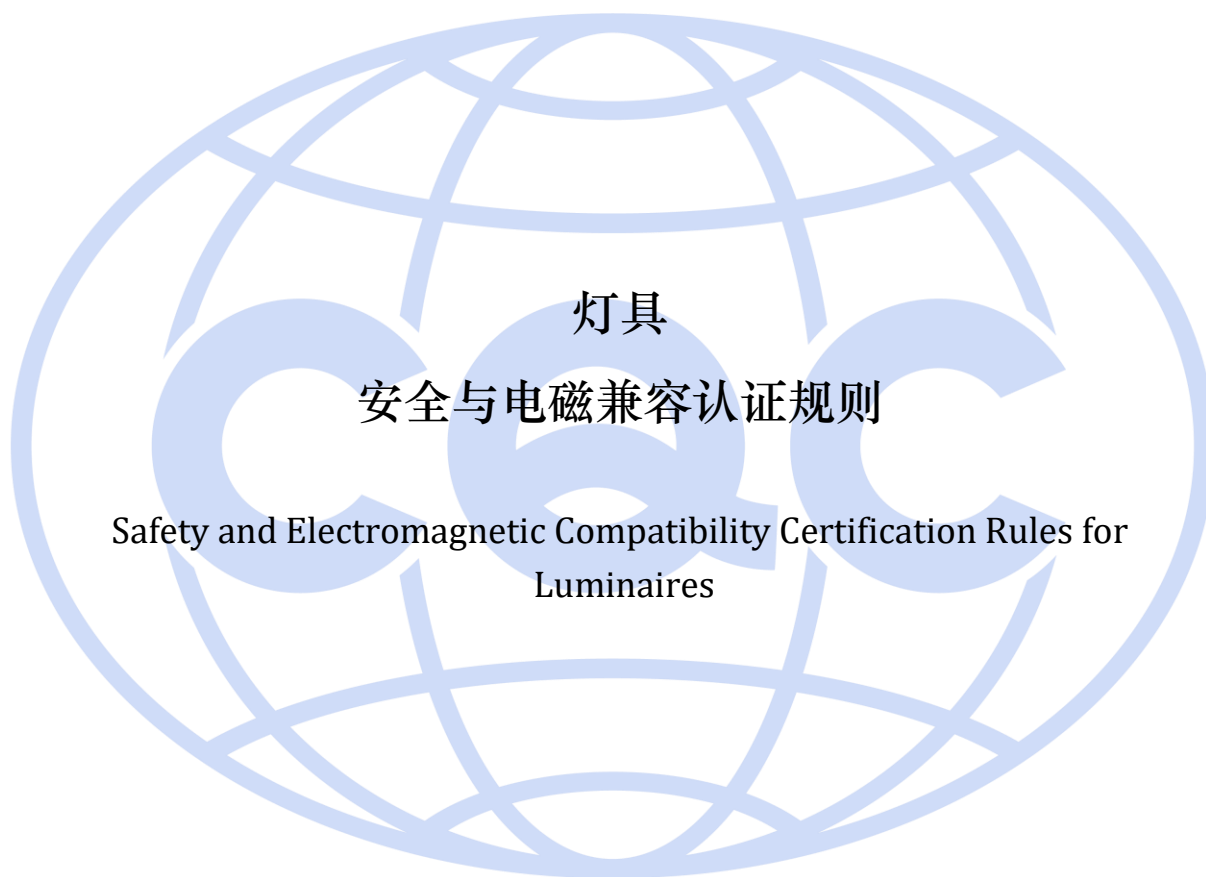 灯具
安全与电磁兼容认证规则
CQC
Safety and Electromagnetic Compatibility Certification Rules for
Luminaires